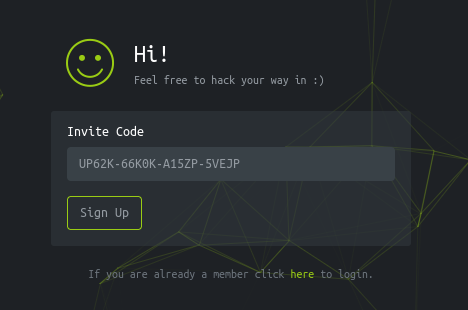 Hi!
Feel free to hack your way in :)
Invite Code
UP62K-66K0K-A15ZP-5VEJP
Sign Up
If you are already a member click here to login.